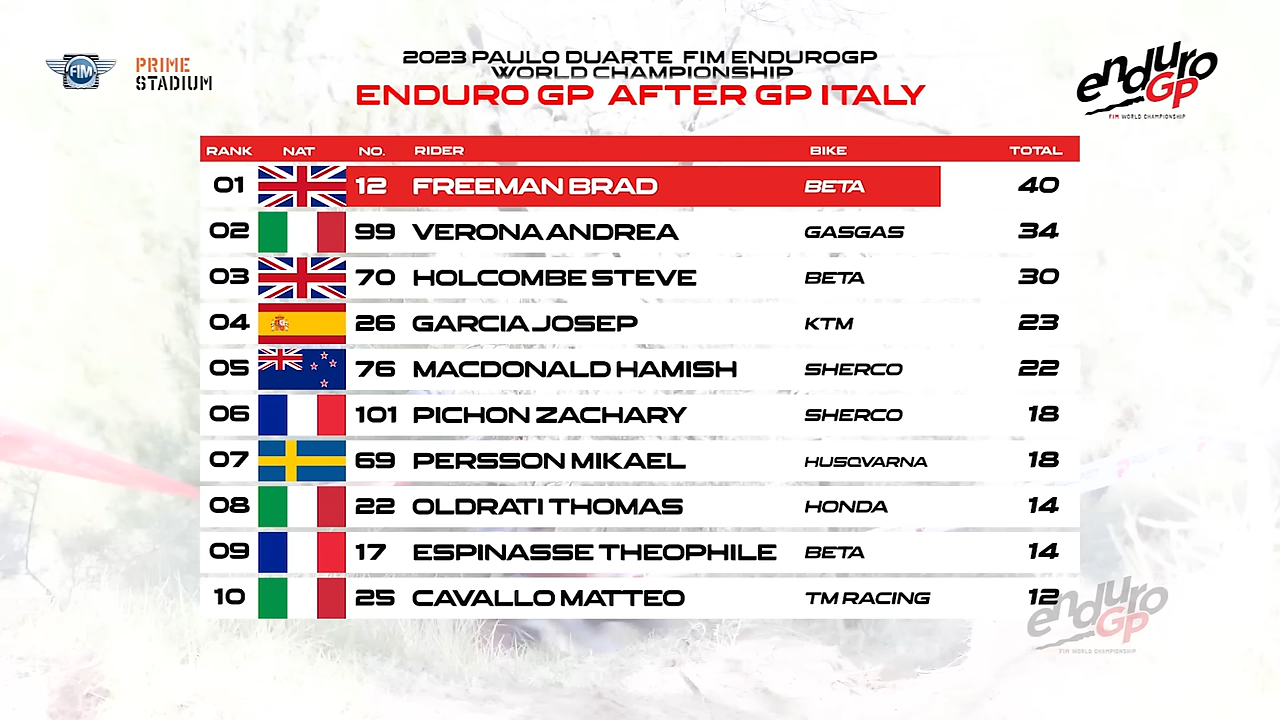 FIM
PRIME
STADIUM
2023 PAULO DUARTE FIM ENDUROGP
WORLD CHAMPIONSHIP
ENDURO GP AFTER GP ITALY
enduro
GP
FIM WORLD CHAMPIONSHIP
RANK NAT NO. RIDER BIKE TOTAL
01 12 FREEMAN BRAD BETA 40
02 99 VERONA ANDREA GASGAS 34
03 70 HOLCOMBE STEVE BETA 30
04 26 GARCIA JOSEP KTM 23
05 76 MACDONALD HAMISH SHERCO 22
06 101 PICHON ZACHARY SHERCO 18
07 69 PERSSON MIKAEL HUSQVARNA 18
08 22 OLDRATI THOMAS HONDA 14
09 17 ESPINASSE THEOPHILE BETA 14
10 25 CAVALLO MATTEO TM RACING 12
enduro
GP
FIM WORLD CHAMPIONSHIP